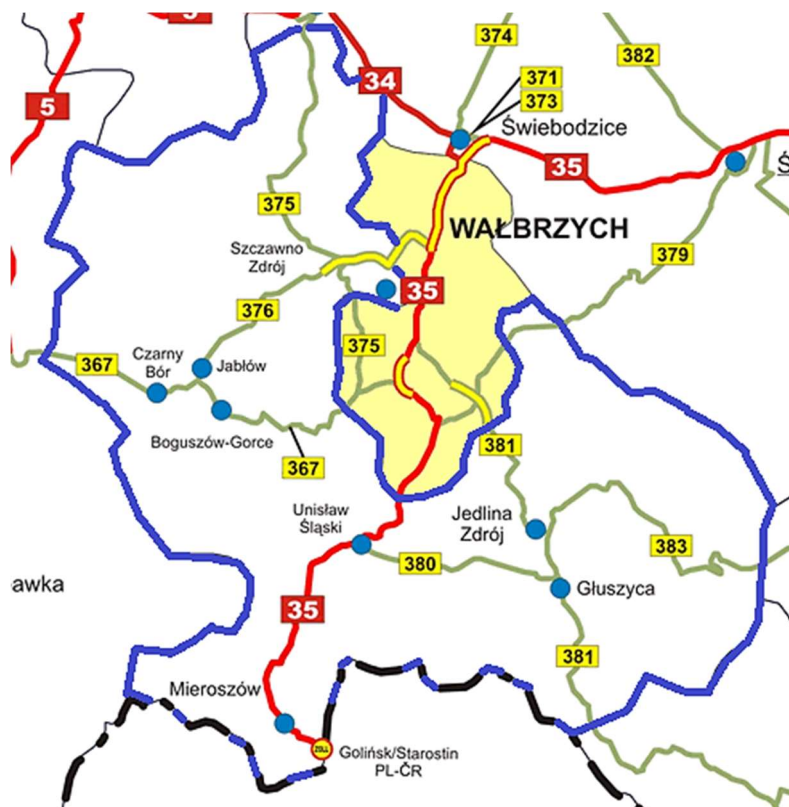 5
374
382
371
34
373
5
Świebodzice
35
Ś
375
WAŁBRZYCH
Szczawno
Zdrój
379
35
376
Czarny
Bór
375
367
Jabłów
Boguszów-Gorce
381
367
Unisław
Śląski
Jedlina
Zdrój
383
380
awka
Głuszyca
35
381
Mieroszów
ZOLL
Golińsk/Starostin
PL-ČR